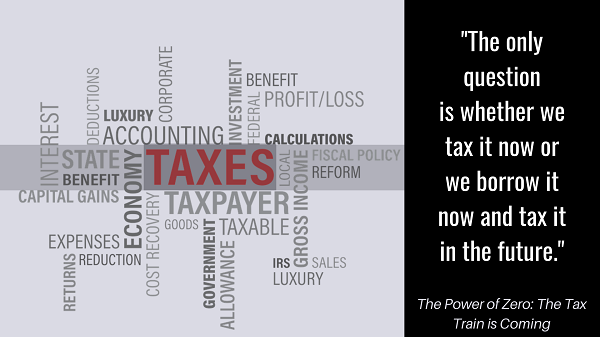 CORPORATE
DEDUCTIONS
INTEREST
LUXURY
ACCOUNTING
INVESTMENT
FEDERAL
BENEFIT
PROFIT/LOSS
CALCULATIONS
STATE
BENEFIT
CAPITAL GAINS
ECONOMY
TAXES
LOCAL
FISCAL POLICY
REFORM
GROSS INCOME
TAXPAYER
GOODS
TAXABLE
COST RECOVERY
EXPENSES
REDUCTION
RETURNS
GOVERNMENT
ALLOWANCE
IRS
SALES
LUXURY
"The only
question
is whether we
tax it now or
we borrow it
now and tax it
in the future."
The Power of Zero: The Tax
Train is Coming